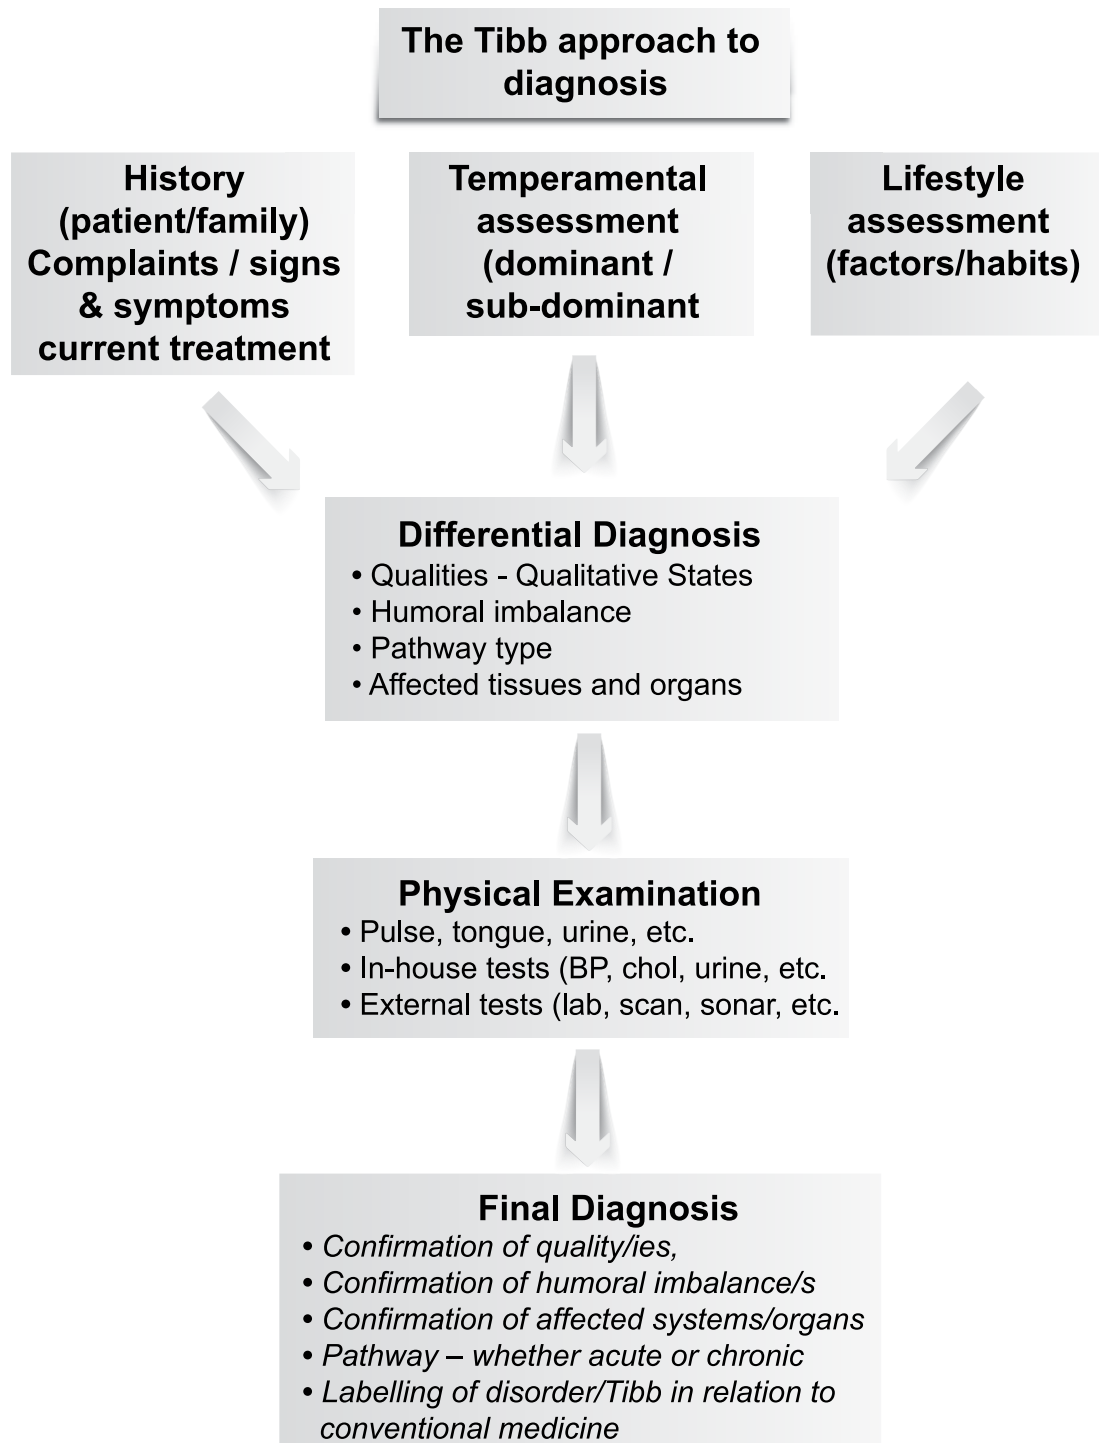 The Tibb approach to
diagnosis
History
(patient/family)
Complaints / signs
& symptoms
current treatment
Temperamental
assessment
(dominant /
sub-dominant
Lifestyle
assessment
(factors/habits)
Differential Diagnosis
• Qualities - Qualitative States
• Humoral imbalance
• Pathway type
• Affected tissues and organs
Physical Examination
• Pulse, tongue, urine, etc.
• In-house tests (BP, chol, urine, etc.
• External tests (lab, scan, sonar, etc.
Final Diagnosis
• Confirmation of quality/ies,
• Confirmation of humoral imbalance/s
• Confirmation of affected systems/organs
• Pathway – whether acute or chronic
• Labelling of disorder/Tibb in relation to
conventional medicine